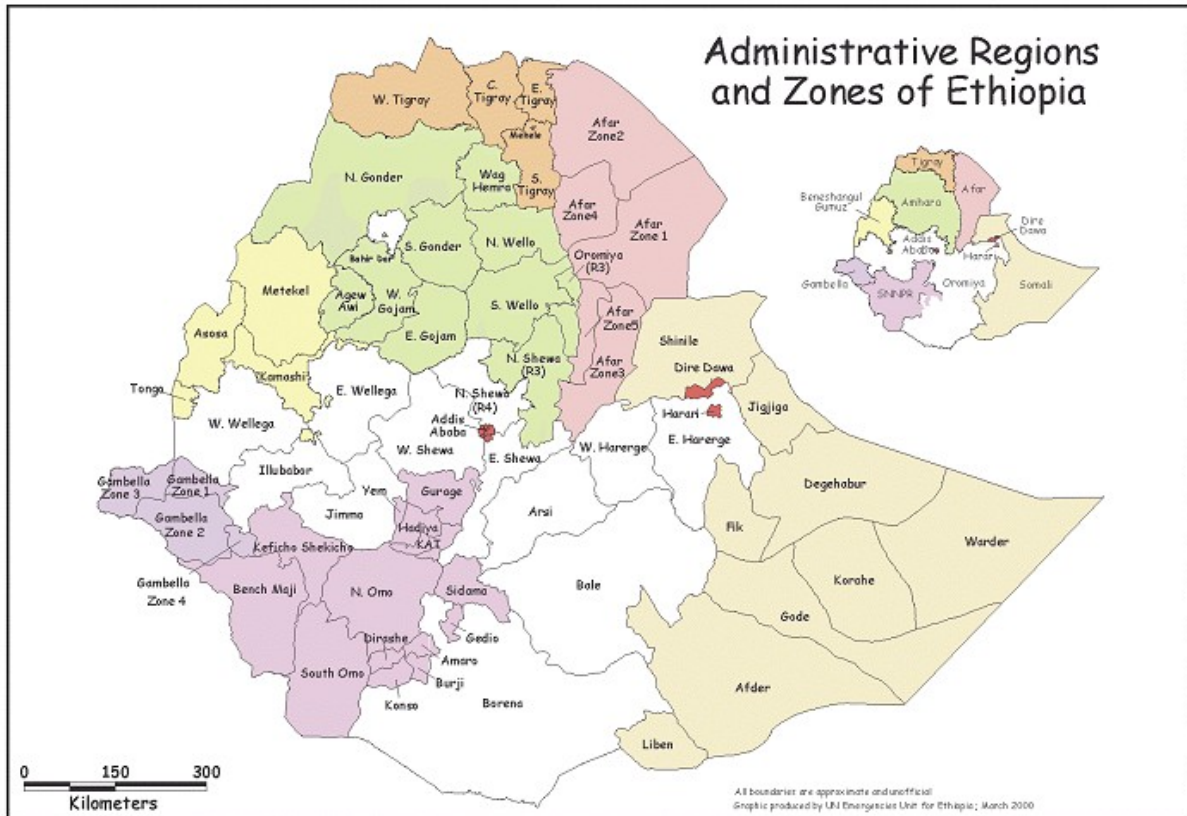 Administrative Regions
and Zones of Ethiopia
W. Tigray
C.
Tigray
E.
Tigray
Mehele
S.
Tigray
Afar
Zone2
Afar
Zone4
Afar
Zone 1
Oromiya
(R3)
Afar
Zone5
Afar
Zone3
N. Gonder
Wag
Hemra
S. Gonder
N. Wello
Bahir Dar
Agew
Awi
W.
Gojam
E. Gojam
S. Wello
N. Shewa
(R3)
Metekel
Asosa
Kamashi
Tongo
E. Wellega
W. Wellega
N. Shewa
(R4)
Addis
Ababa
W. Shewa
E. Shewa
Shinile
Dire Dawa
Harari
Jigjiga
W. Harerge
E. Harerge
Illubabor
Yem
Jimma
Gurage
Hadiya
KAT
Arsi
Bale
Gambella
Zone 3
Gambella
Zone 1
Gambella
Zone 2
Gambella
Zone 4
Keficho Shekicho
Bench Maji
N. Omo
Sidama
Gedio
Dirashe
Amaro
Burji
Konso
South Omo
Borena
Liben
Afder
Gode
Korahe
Warder
Degehabur
Fik
Tigray
Afar
Beneshangul
Gumuz
Amhara
Dire
Dawa
Addis
Ababa
Harari
Gambella
SNNPR
Oromiya
Somali
0 150 300
Kilometers
All boundaries are approximate and unofficial
Graphic produced by UN Emergencies Unit for Ethiopia; March 2000